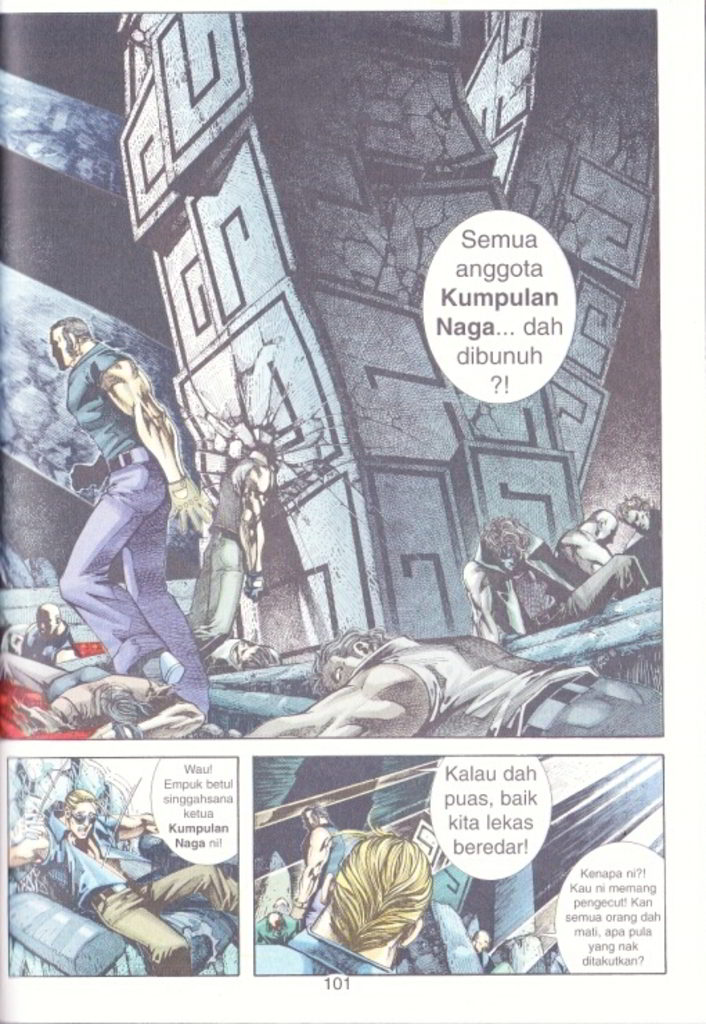 Semua
anggota
Kumpulan
Naga... dah
dibunuh
?!
Wau!
Empuk betul
singgahsana
ketua
Kumpulan
Naga ni!
Kalau dah
puas, baik
kita lekas
beredar!
Kenapa ni?!
Kau ni memang
pengecut! Kan
semua orang dah
mati, apa pula
yang nak
ditakutkan?
101